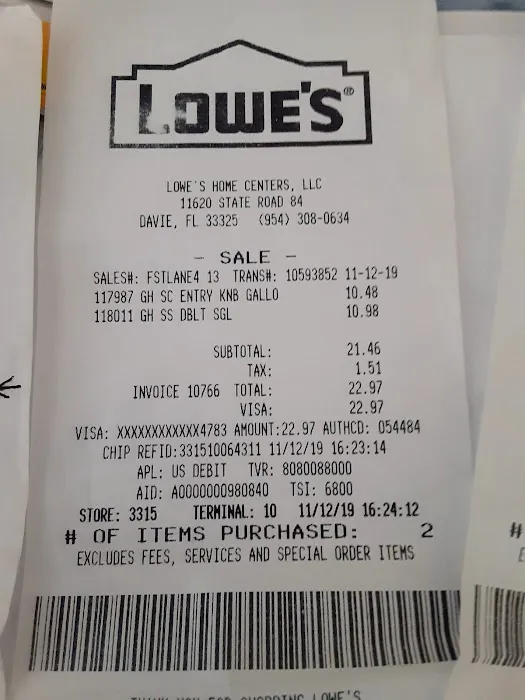 LOWE'S®
LOWE'S HOME CENTERS, LLC
11620 STATE ROAD 84
DAVIE, FL 33325 (954) 308-0634
- SALE -
SALES#: FSTLANE4 13 TRANS#: 10593852 11-12-19
117987 GH SC ENTRY KNB GALLO 10.48
118011 GH SS DBLT SGL 10.98
SUBTOTAL: 21.46
TAX: 1.51
INVOICE 10766 TOTAL: 22.97
VISA: 22.97
VISA: XXXXXXXXXXXX4783 AMOUNT:22.97 AUTHCD: 054484
CHIP REFID:331510064311 11/12/19 16:23:14
APL: US DEBIT TVR: 8080088000
AID: A0000000980840 TSI: 6800
STORE: 3315 TERMINAL: 10 11/12/19 16:24:12
# OF ITEMS PURCHASED: 2
EXCLUDES FEES, SERVICES AND SPECIAL ORDER ITEMS
THANK YOU FOR SHOPPING LOWE'S
#